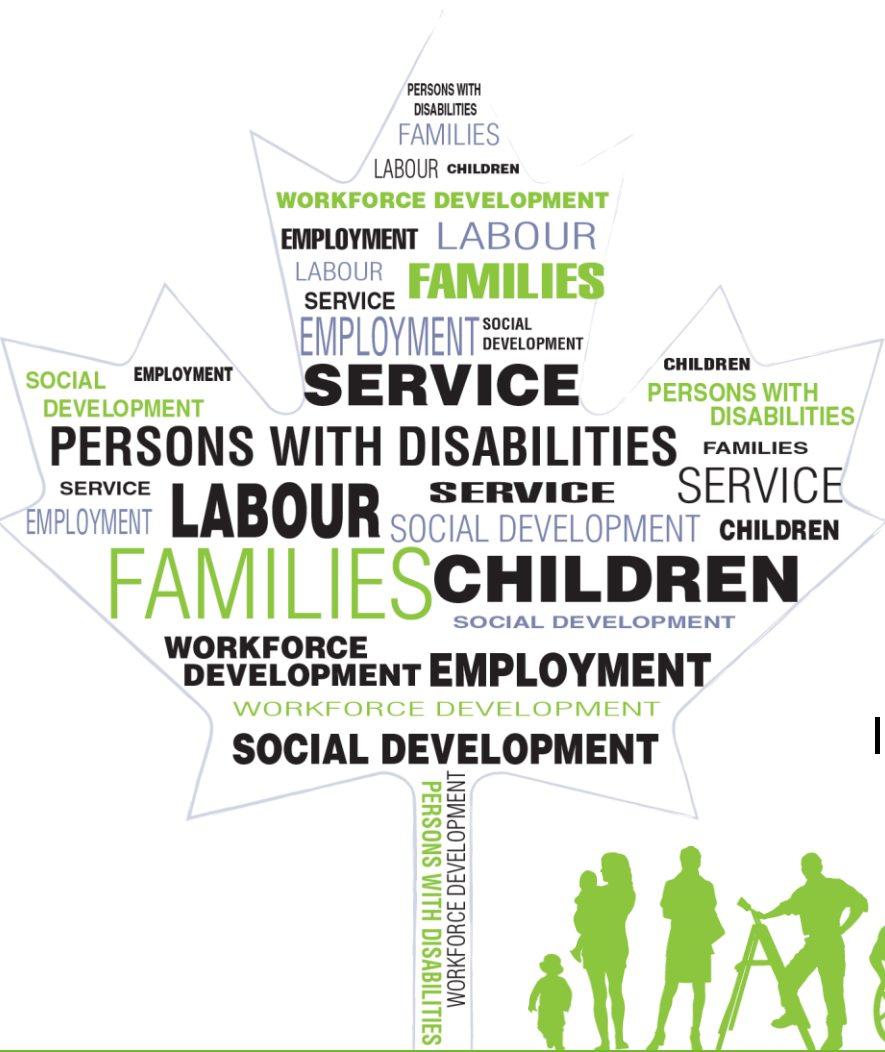 PERSONS WITH
DISABILITIES
FAMILIES
LABOUR CHILDREN
WORKFORCE DEVELOPMENT
EMPLOYMENT LABOUR
LABOUR FAMILIES
SERVICE
EMPLOYMENT SOCIAL
DEVELOPMENT
SERVICE
SOCIAL
DEVELOPMENT
EMPLOYMENT
CHILDREN
PERSONS WITH
DISABILITIES
PERSONS WITH DISABILITIES
FAMILIES
SERVICE
LABOUR
SERVICE
SERVICE
EMPLOYMENT
SOCIAL DEVELOPMENT
CHILDREN
FAMILIES
CHILDREN
SOCIAL DEVELOPMENT
WORKFORCE
DEVELOPMENT
EMPLOYMENT
WORKFORCE DEVELOPMENT
SOCIAL DEVELOPMENT
PERSONS WITH DISABILITIES
WORKFORCE DEVELOPMENT